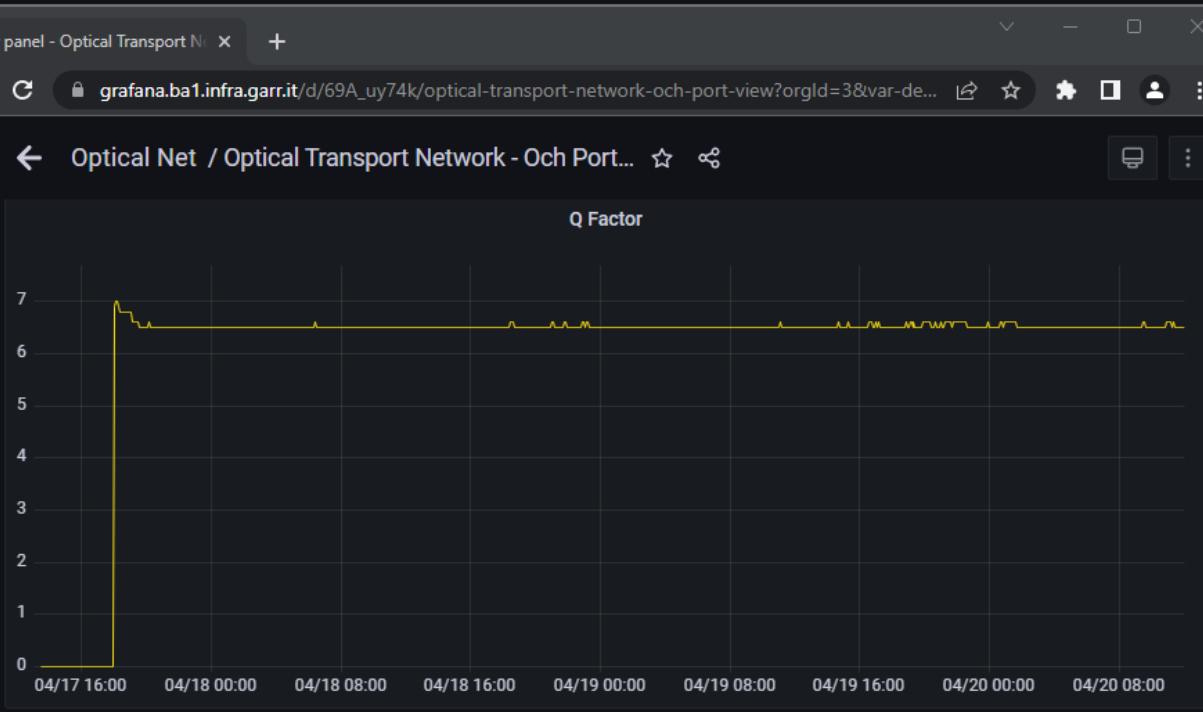 panel - Optical Transport N
grafana.ba1.infra.garr.it/d/69A_uy74k/optical-transport-network-och-port-view?orgId=3&var-de...
Optical Net / Optical Transport Network - Och Port...
Q Factor
7
6
5
4
3
2
1
0
04/17 16:00 04/18 00:00 04/18 08:00 04/18 16:00 04/19 00:00 04/19 08:00 04/19 16:00 04/20 00:00 04/20 08:00